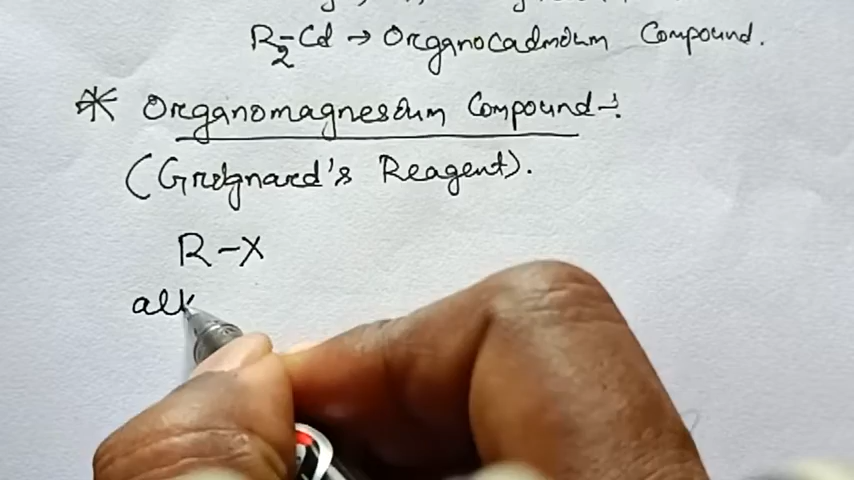 R2-Cd → Organocadmium Compound.
* Organomagnesium Compound -:
(Grignard's Reagent).
R-X
alk